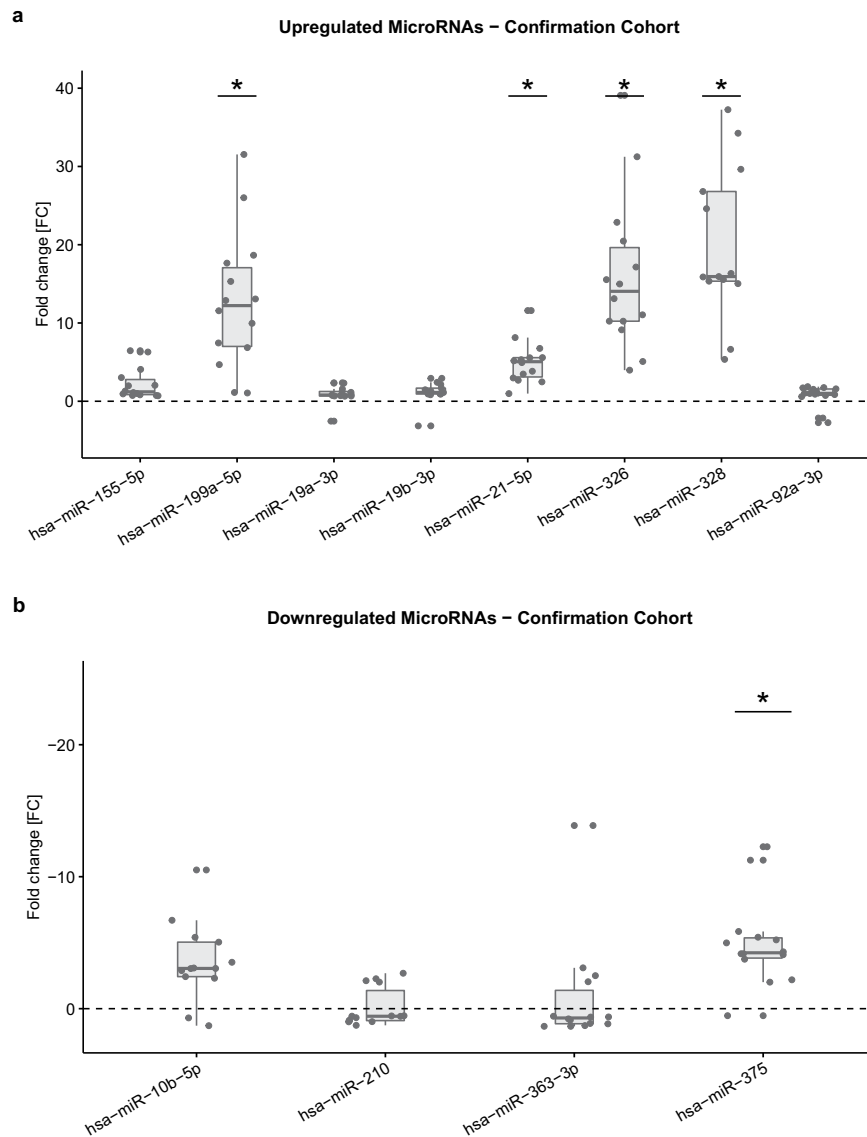 a
Upregulated MicroRNAs − Confirmation Cohort
* * * *
40
30
20
10
0
Fold change [FC]
hsa−miR−155−5p
hsa−miR−199a−5p
hsa−miR−19a−3p
hsa−miR−19b−3p
hsa−miR−21−5p
hsa−miR−326
hsa−miR−328
hsa−miR−92a−3p
b
Downregulated MicroRNAs − Confirmation Cohort
*
−20
−10
0
Fold change [FC]
hsa−miR−10b−5p
hsa−miR−210
hsa−miR−363−3p
hsa−miR−375